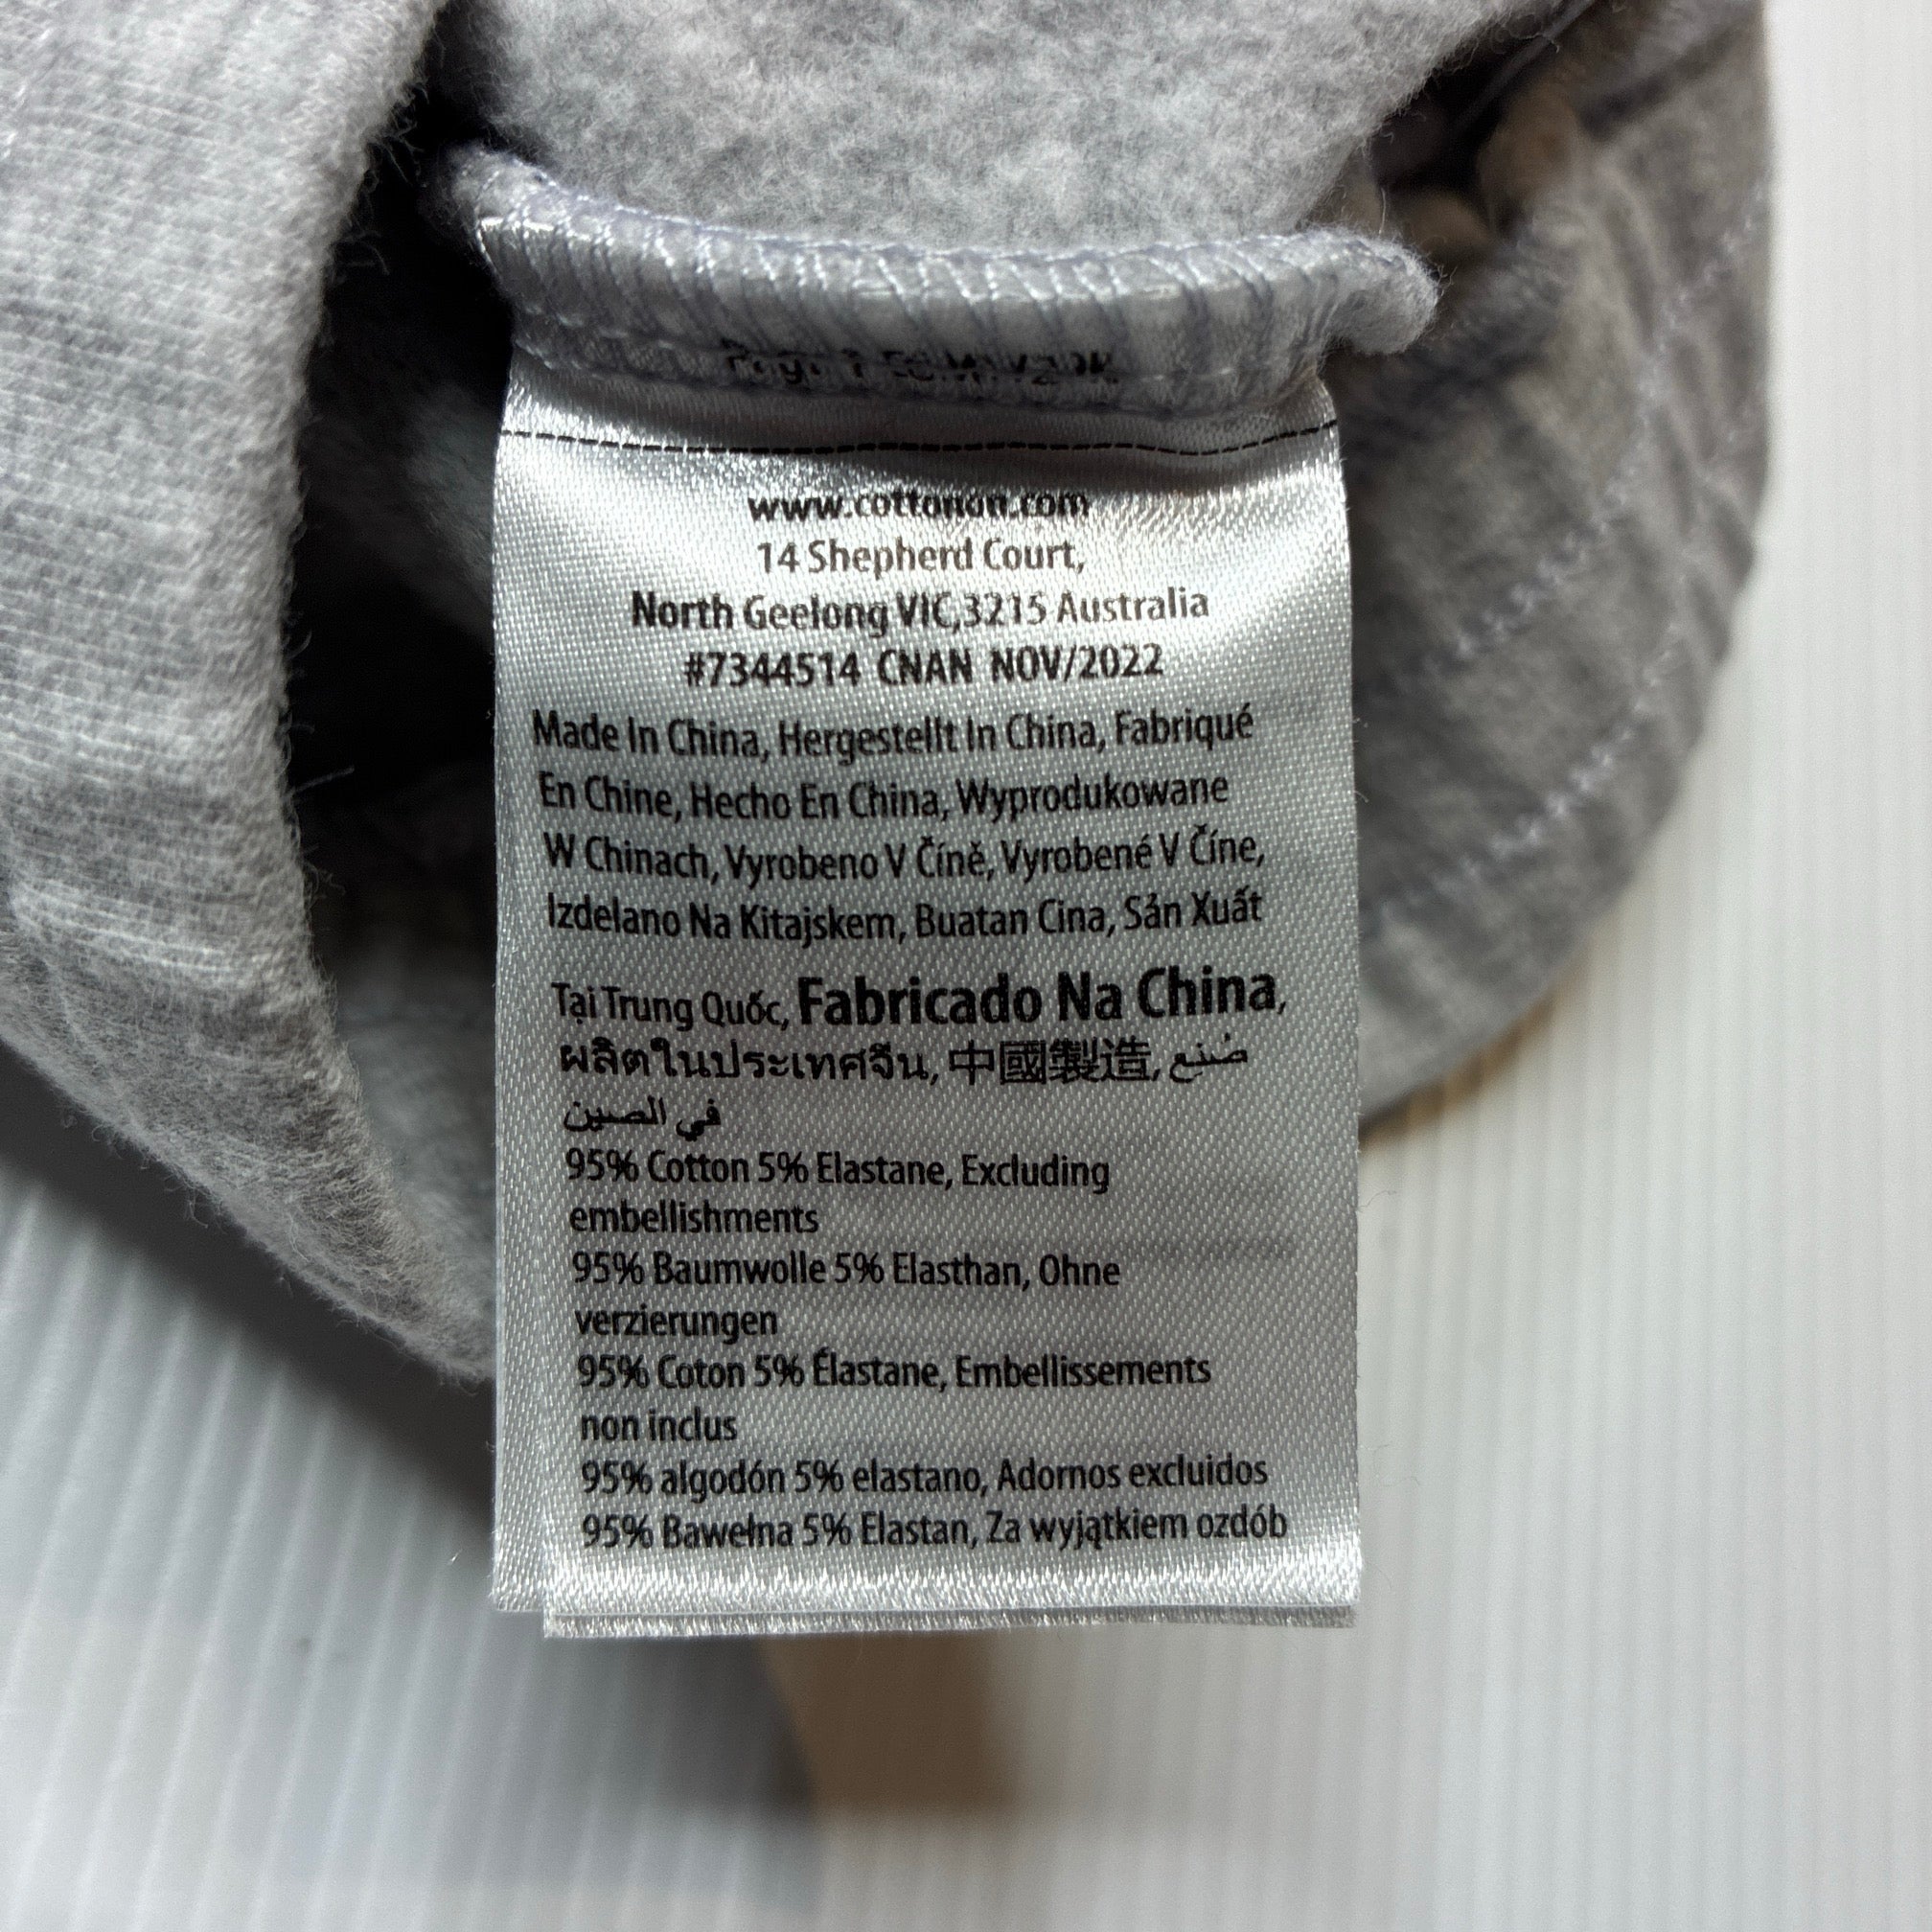 www.cottonon.com
14 Shepherd Court,
North Geelong VIC,3215 Australia
#7344514 CNAN NOV/2022
Made In China, Hergestellt In China, Fabriqué
En Chine, Hecho En China, Wyprodukowane
W Chinach, Vyrobeno V Číně, Vyrobené V Číne,
Izdelano Na Kitajskem, Buatan Cina, Sản Xuất
Tại Trung Quốc, Fabricado Na China,
ผลิตในประเทศจีน, 中國製造, صُنع
في الصين
95% Cotton 5% Elastane, Excluding
embellishments
95% Baumwolle 5% Elasthan, Ohne
verzierungen
95% Coton 5% Élastane, Embellissements
non inclus
95% algodón 5% elastano, Adornos excluidos
95% Bawełna 5% Elastan, Za wyjątkiem ozdób